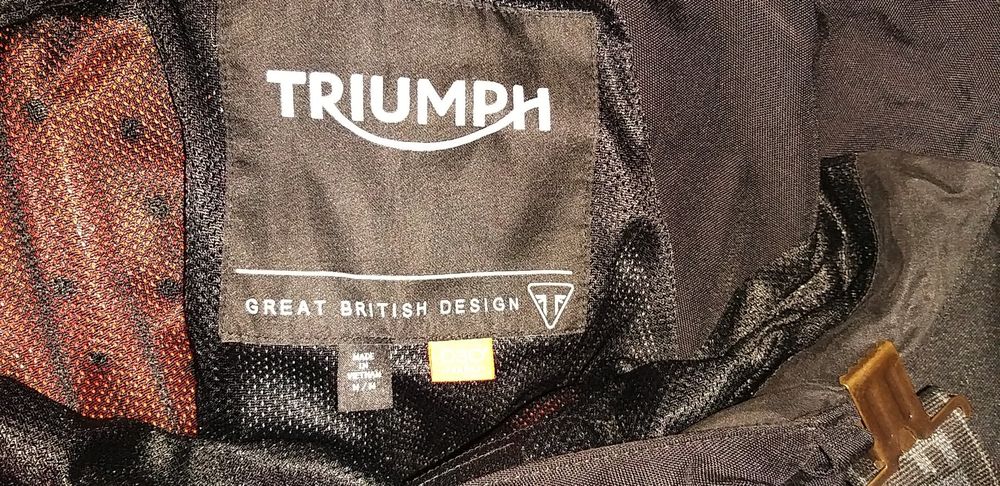 TRIUMPH
GREAT BRITISH DESIGN
MADE
IN
VIETNAM